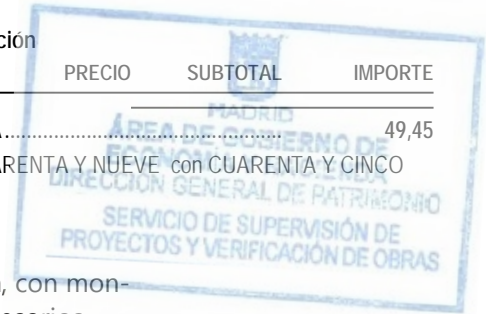 ción
PRECIO SUBTOTAL IMPORTE
MADRID
A........................................................ 49,45
ÁREA DE GOBIERNO DE
ARENTA Y NUEVE con CUARENTA Y CINCO
DIRECCIÓN GENERAL DE PATRIMONIO
SERVICIO DE SUPERVISIÓN DE
PROYECTOS Y VERIFICACIÓN DE OBRAS
, con mon-